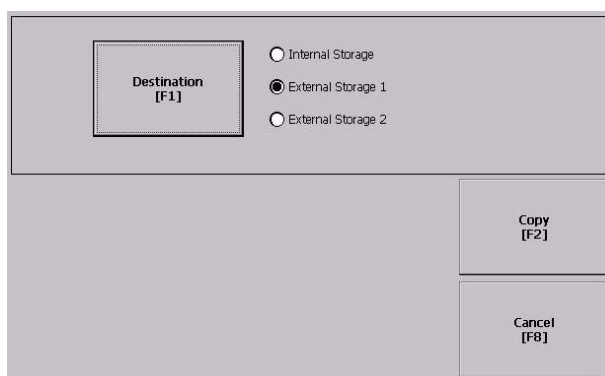 Destination
[F1]
Internal Storage
External Storage 1
External Storage 2
Copy
[F2]
Cancel
[F8]